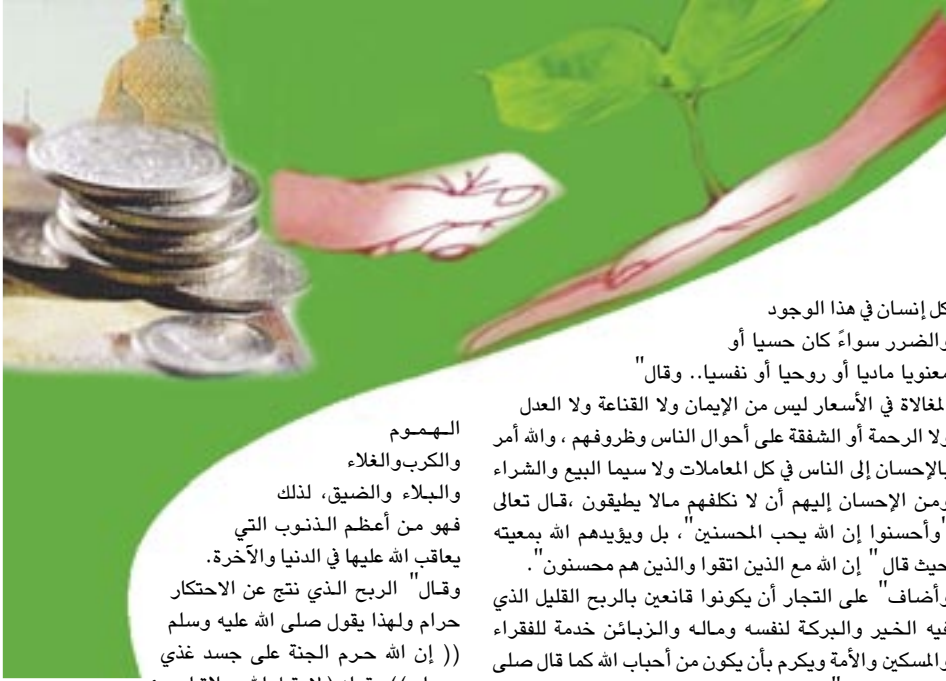 كل إنسان في هذا الوجود
والضرر سواءً كان حسيا أو
معنويا ماديا أو روحيا أو نفسيا.. وقال"
المغالاة في الأسعار ليس من الإيمان ولا القناعة ولا العدل
ولا الرحمة أو الشفقة على أحوال الناس وظروفهم ، والله أمر
بالإحسان إلى الناس في كل المعاملات ولا سيما البيع والشراء
ومن الإحسان إليهم أن لا نكلفهم مالا يطيقون ،قال تعالى
"وأحسنوا إن الله يحب المحسنين"، بل ويؤيدهم الله بمعيته
حيث قال " إن الله مع الذين اتقوا والذين هم محسنون".
وأضاف" على التجار أن يكونوا قانعين بالربح القليل الذي
فيه الخير والبركة لنفسه وماله والزبائن خدمة للفقراء
والمسكين والأمة ويكرم بأن يكون من أحباب الله كما قال صلى
الهموم
والكرب والغلاء
والبلاء والضيق، لذلك
فهو من أعظم الذنوب التي
يعاقب الله عليها في الدنيا والآخرة.
وقال" الربح الذي نتج عن الاحتكار
حرام ولهذا يقول صلى الله عليه وسلم
(( إن الله حرم الجنة على جسد غذي